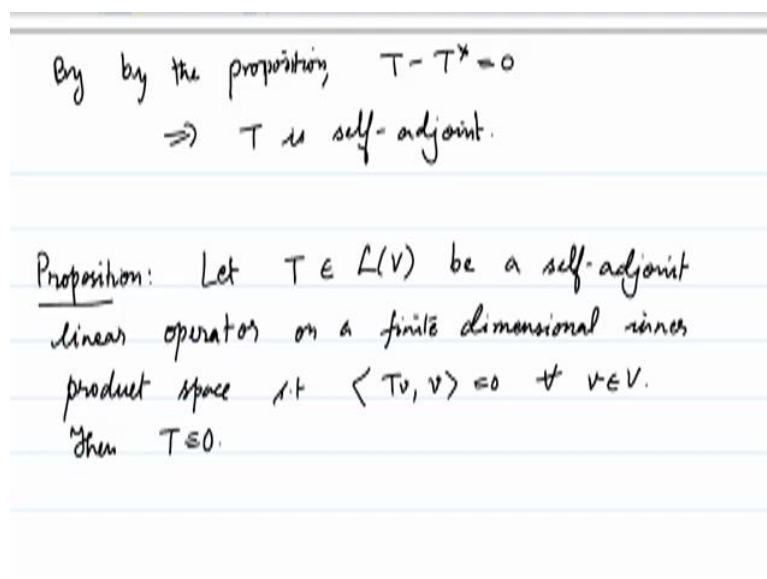 By by the proposition, T - T* = 0
⇒ T is self-adjoint.
Proposition: Let T ∈ L(V) be a self-adjoint
linear operator on a finite dimensional inner
product space s.t ⟨Tv, v⟩ = 0 ∀ v ∈ V.
Then T ≡ 0.